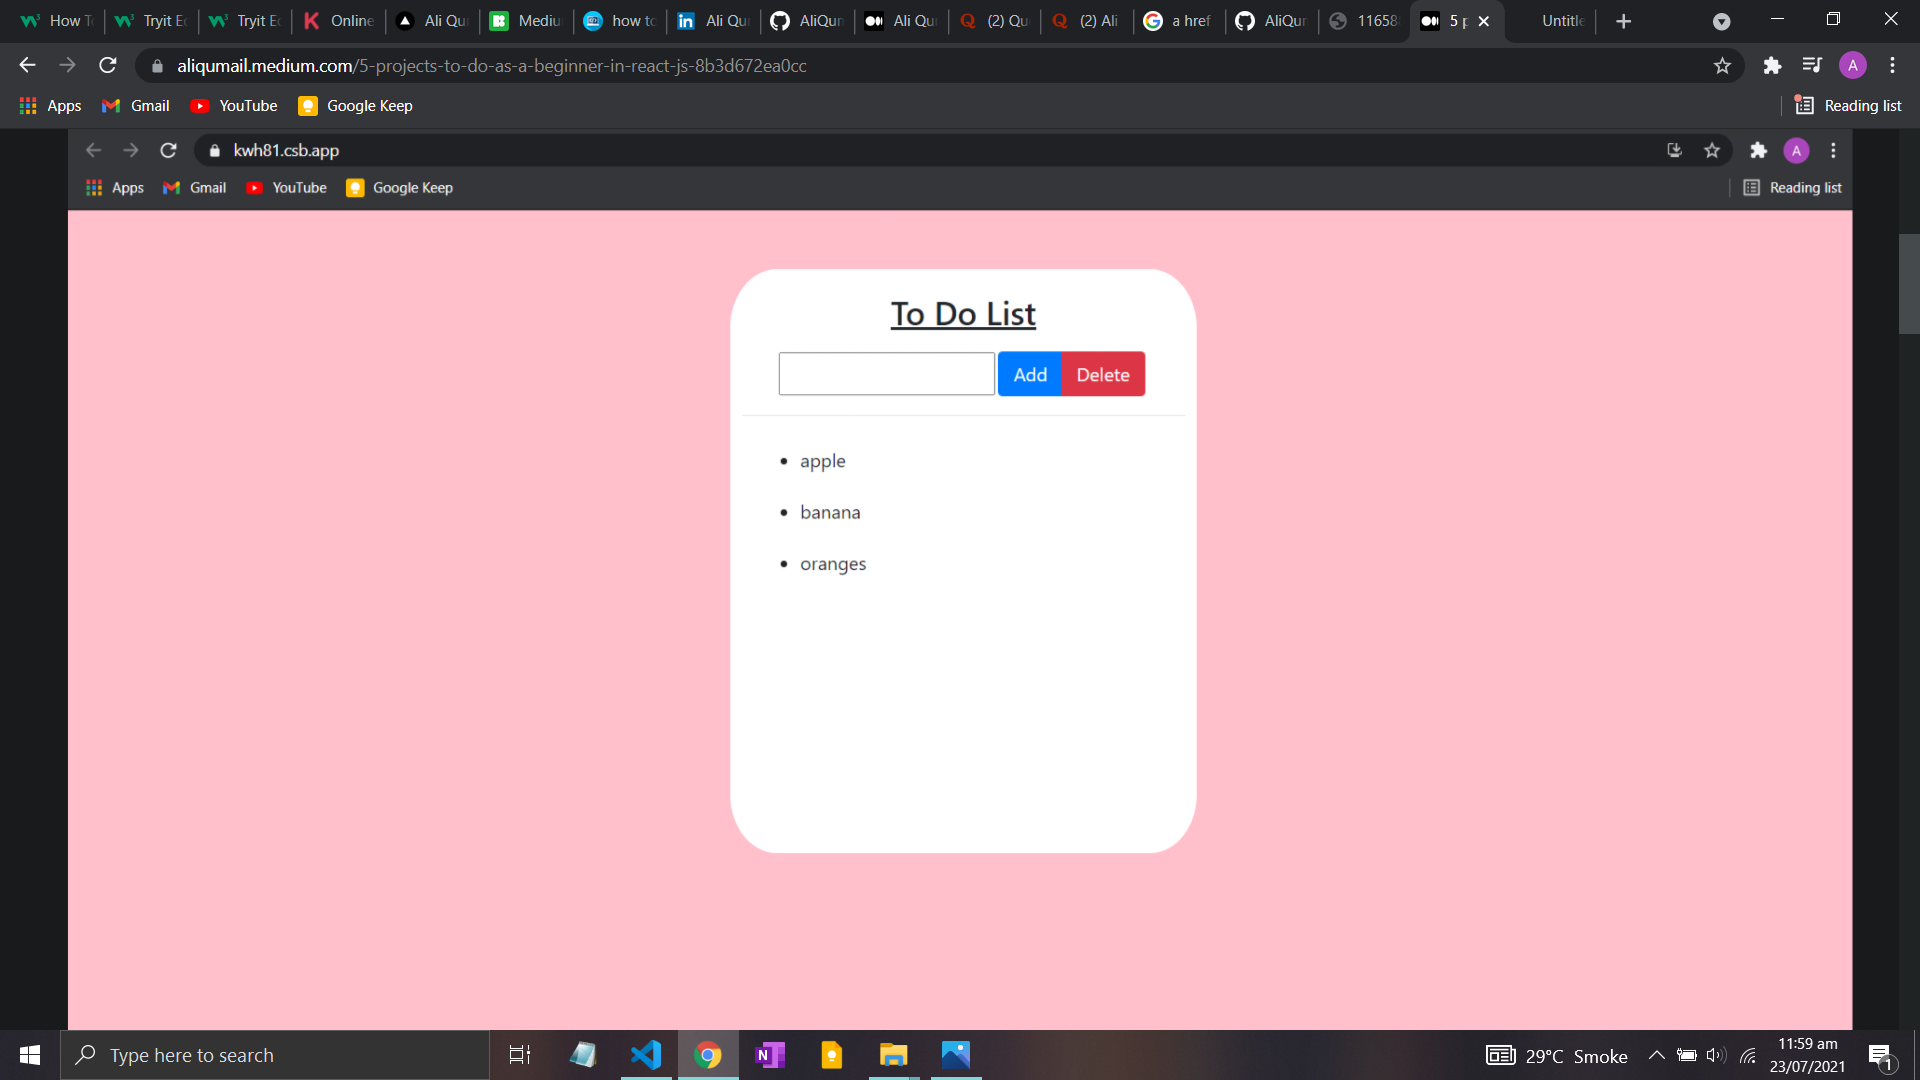 How T Tryit E Tryit E Online Ali Qu Mediu how to Ali Qu AliQu Ali Qu (2) Qu (2) Ali a href AliQu 11658 5 p Untitle
aliqumail.medium.com/5-projects-to-do-as-a-beginner-in-react-js-8b3d672ea0cc A
Apps Gmail YouTube Google Keep Reading list
kwh81.csb.app A
Apps Gmail YouTube Google Keep Reading list
To Do List
Add Delete
• apple
• banana
• oranges
Type here to search
29°C Smoke
11:59 am
23/07/2021
1